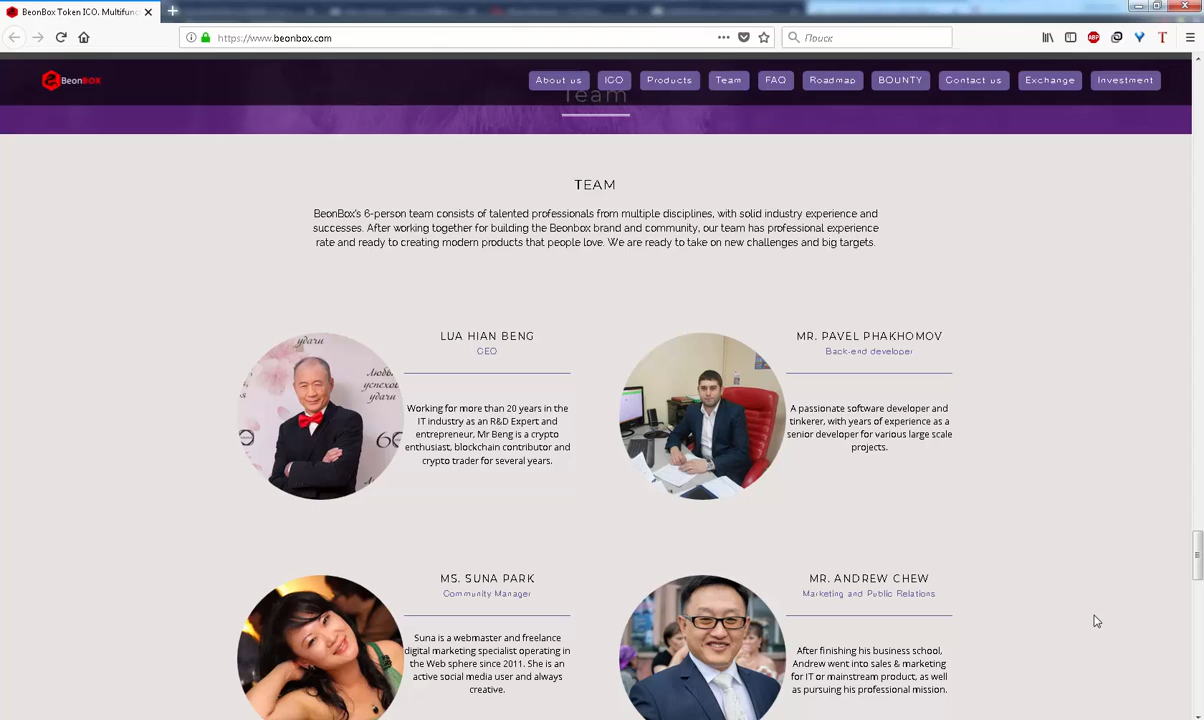 BeonBox Token ICO. Multifunc
https://www.beonbox.com
Поиск
ABP
BeonBOX
About us
ICO
Products
Team
FAQ
Roadmap
BOUNTY
Contact us
Exchange
Investment
Team
TEAM
BeonBox's 6-person team consists of talented professionals from multiple disciplines, with solid industry experience and
successes. After working together for building the Beonbox brand and community, our team has professional experience
rate and ready to creating modern products that people love. We are ready to take on new challenges and big targets.
удачи
Любви
успехов
удачи
LUA HIAN BENG
CEO
Working for more than 20 years in the
IT industry as an R&D Expert and
entrepreneur, Mr Beng is a crypto
enthusiast, blockchain contributor and
crypto trader for several years.
MR. PAVEL PHAKHOMOV
Back-end developer
A passionate software developer and
tinkerer, with years of experience as a
senior developer for various large scale
projects.
MS. SUNA PARK
Community Manager
Suna is a webmaster and freelance
digital marketing specialist operating in
the Web sphere since 2011. She is an
active social media user and always
creative.
MR. ANDREW CHEW
Marketing and Public Relations
After finishing his business school,
Andrew went into sales & marketing
for IT or mainstream product, as well
as pursuing his professional mission.